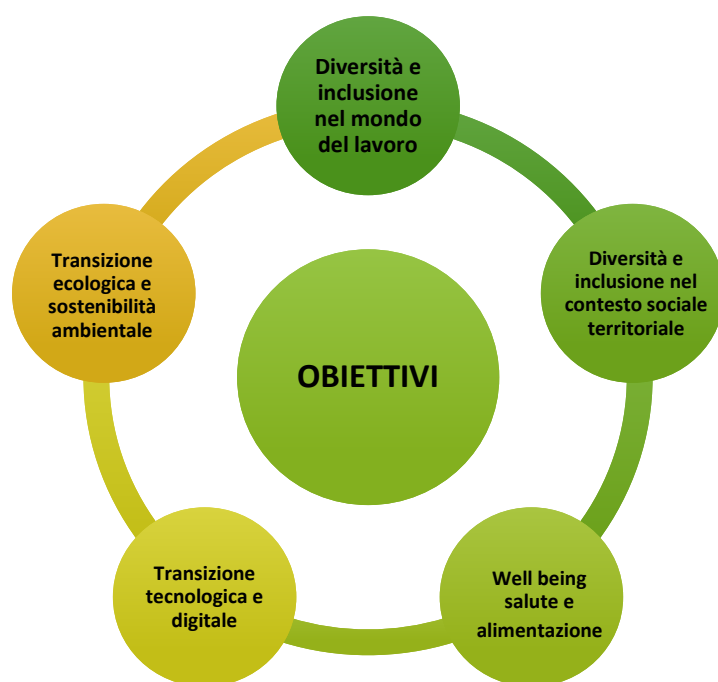 Diversità e
inclusione
nel mondo
del lavoro
Diversità e
inclusione nel
contesto sociale
territoriale
Well being
salute e
alimentazione
Transizione
tecnologica e
digitale
Transizione
ecologica e
sostenibilità
ambientale
OBIETTIVI